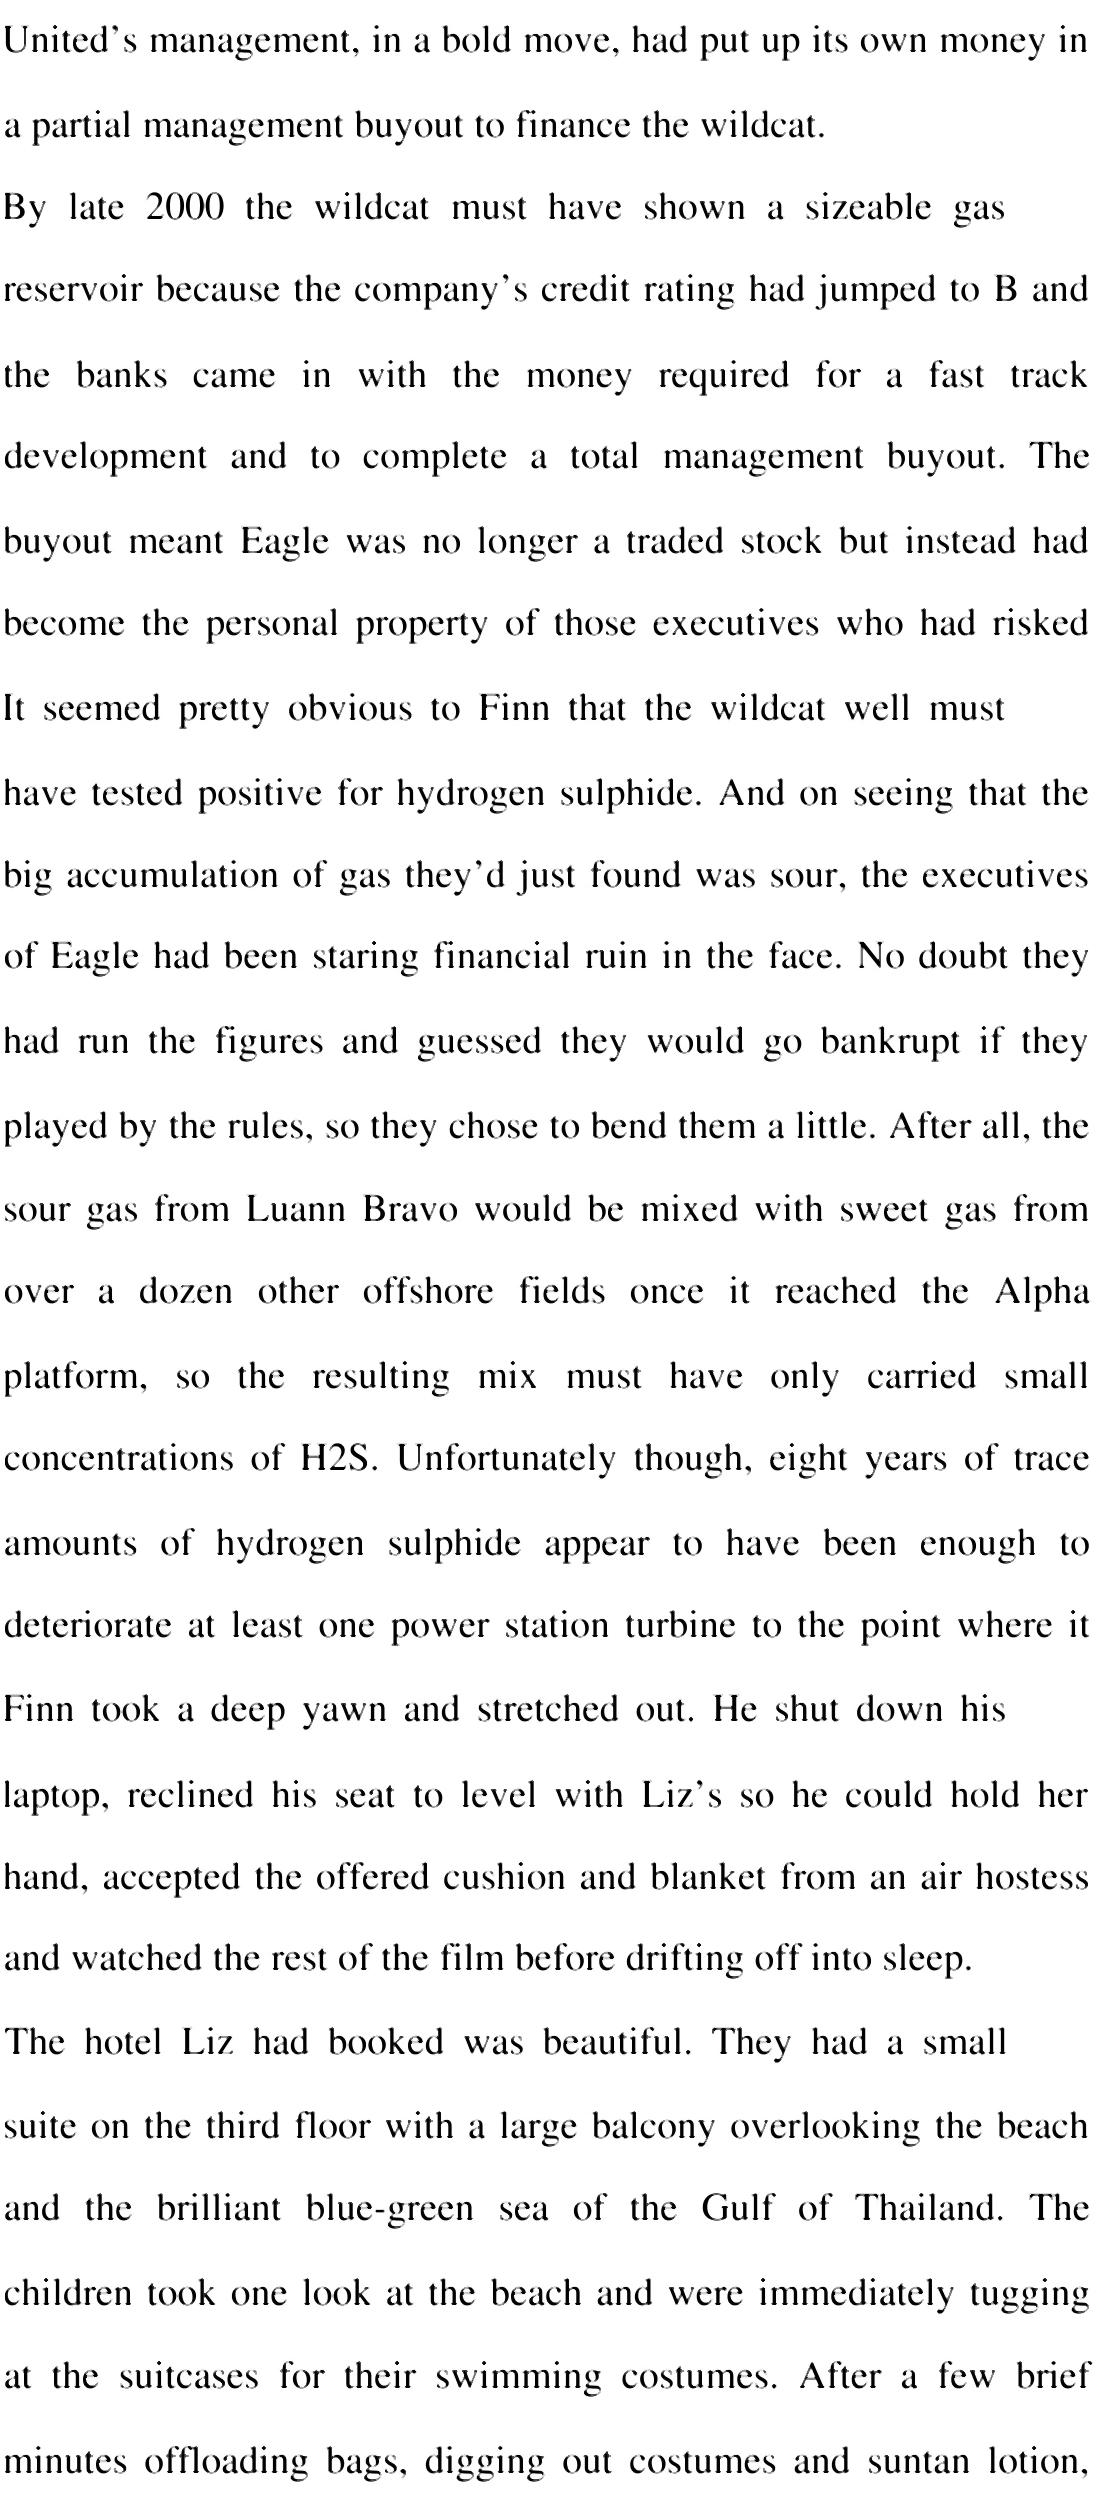 United’s management, in a bold move, had put up its own money in
a partial management buyout to finance the wildcat.
By late 2000 the wildcat must have shown a sizeable gas
reservoir because the company’s credit rating had jumped to B and
the banks came in with the money required for a fast track
development and to complete a total management buyout. The
buyout meant Eagle was no longer a traded stock but instead had
become the personal property of those executives who had risked
It seemed pretty obvious to Finn that the wildcat well must
have tested positive for hydrogen sulphide. And on seeing that the
big accumulation of gas they’d just found was sour, the executives
of Eagle had been staring financial ruin in the face. No doubt they
had run the figures and guessed they would go bankrupt if they
played by the rules, so they chose to bend them a little. After all, the
sour gas from Luann Bravo would be mixed with sweet gas from
over a dozen other offshore fields once it reached the Alpha
platform, so the resulting mix must have only carried small
concentrations of H2S. Unfortunately though, eight years of trace
amounts of hydrogen sulphide appear to have been enough to
deteriorate at least one power station turbine to the point where it
Finn took a deep yawn and stretched out. He shut down his
laptop, reclined his seat to level with Liz’s so he could hold her
hand, accepted the offered cushion and blanket from an air hostess
and watched the rest of the film before drifting off into sleep.
The hotel Liz had booked was beautiful. They had a small
suite on the third floor with a large balcony overlooking the beach
and the brilliant blue-green sea of the Gulf of Thailand. The
children took one look at the beach and were immediately tugging
at the suitcases for their swimming costumes. After a few brief
minutes offloading bags, digging out costumes and suntan lotion,